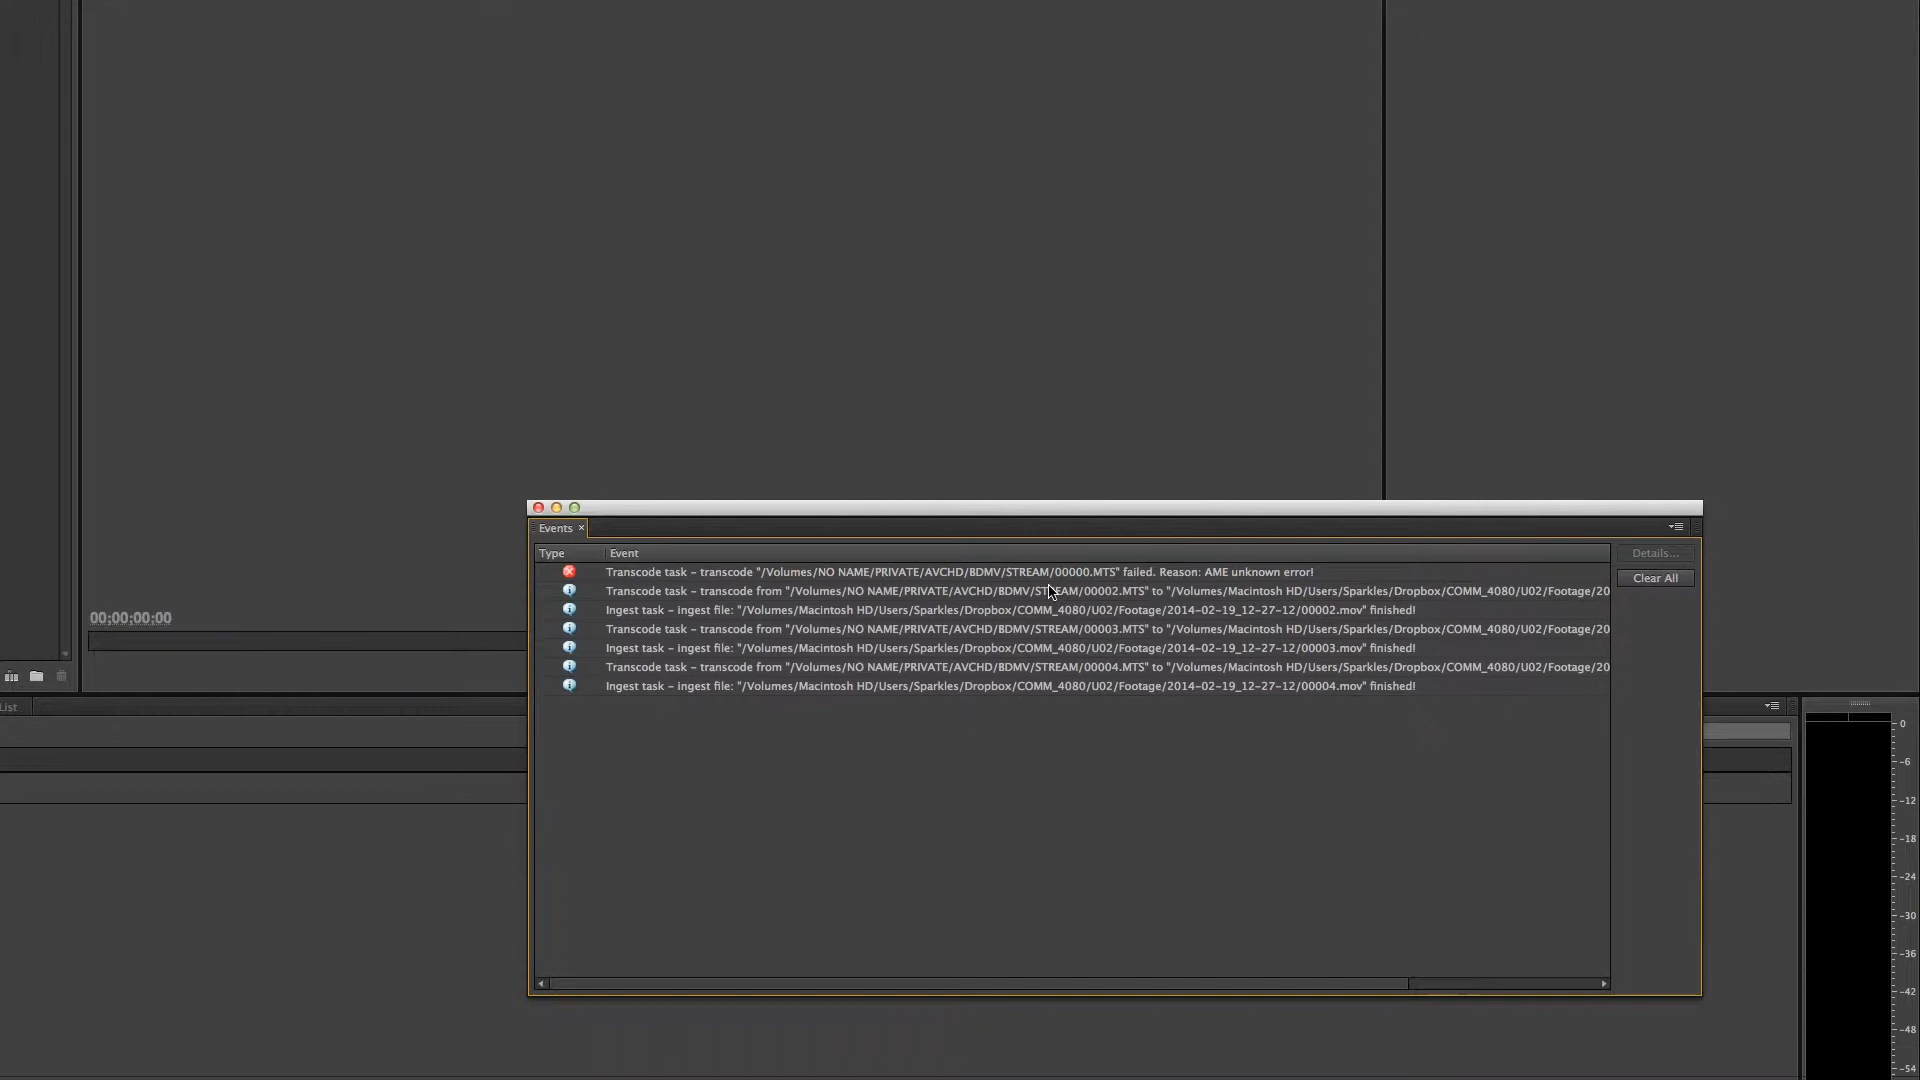 Events ×
Type Event Details...
Transcode task – transcode "/Volumes/NO NAME/PRIVATE/AVCHD/BDMV/STREAM/00000.MTS" failed. Reason: AME unknown error!
Clear All
Transcode task – transcode from "/Volumes/NO NAME/PRIVATE/AVCHD/BDMV/STREAM/00002.MTS" to "/Volumes/Macintosh HD/Users/Sparkles/Dropbox/COMM_4080/U02/Footage/20
Ingest task – ingest file: "/Volumes/Macintosh HD/Users/Sparkles/Dropbox/COMM_4080/U02/Footage/2014-02-19_12-27-12/00002.mov" finished!
Transcode task – transcode from "/Volumes/NO NAME/PRIVATE/AVCHD/BDMV/STREAM/00003.MTS" to "/Volumes/Macintosh HD/Users/Sparkles/Dropbox/COMM_4080/U02/Footage/20
Ingest task – ingest file: "/Volumes/Macintosh HD/Users/Sparkles/Dropbox/COMM_4080/U02/Footage/2014-02-19_12-27-12/00003.mov" finished!
Transcode task – transcode from "/Volumes/NO NAME/PRIVATE/AVCHD/BDMV/STREAM/00004.MTS" to "/Volumes/Macintosh HD/Users/Sparkles/Dropbox/COMM_4080/U02/Footage/20
Ingest task – ingest file: "/Volumes/Macintosh HD/Users/Sparkles/Dropbox/COMM_4080/U02/Footage/2014-02-19_12-27-12/00004.mov" finished!
00;00;00;00
List
0
-6
-12
-18
-24
-30
-36
-42
-48
-54